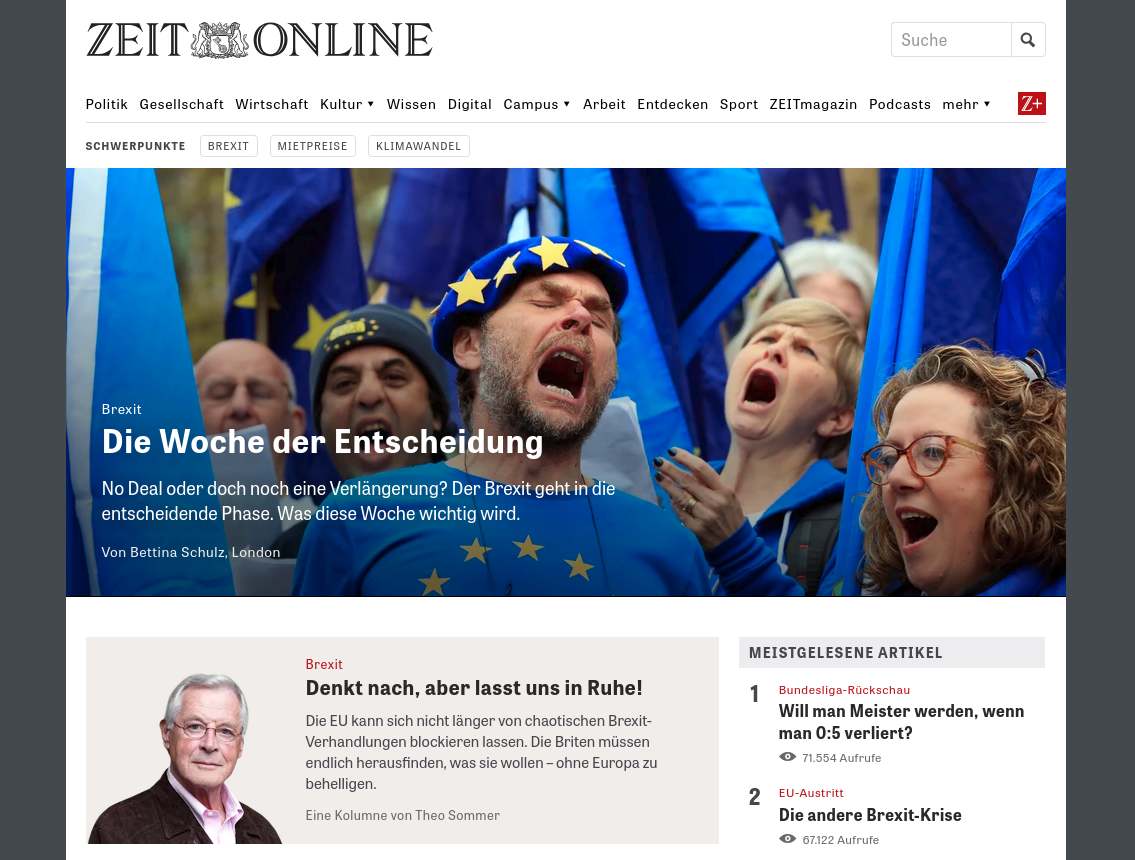 ZEIT ONLINE
Suche
Politik Gesellschaft Wirtschaft Kultur ▼ Wissen Digital Campus ▼ Arbeit Entdecken Sport ZEITmagazin Podcasts mehr ▼ Z+
SCHWERPUNKTE BREXIT MIETPREISE KLIMAWANDEL
Brexit
Die Woche der Entscheidung
No Deal oder doch noch eine Verlängerung? Der Brexit geht in die
entscheidende Phase. Was diese Woche wichtig wird.
Von Bettina Schulz, London
Brexit
Denkt nach, aber lasst uns in Ruhe!
Die EU kann sich nicht länger von chaotischen Brexit-
Verhandlungen blockieren lassen. Die Briten müssen
endlich herausfinden, was sie wollen – ohne Europa zu
behelligen.
Eine Kolumne von Theo Sommer
MEISTGELESENE ARTIKEL
1 Bundesliga-Rückschau
Will man Meister werden, wenn
man 0:5 verliert?
71.554 Aufrufe
2 EU-Austritt
Die andere Brexit-Krise
67.122 Aufrufe